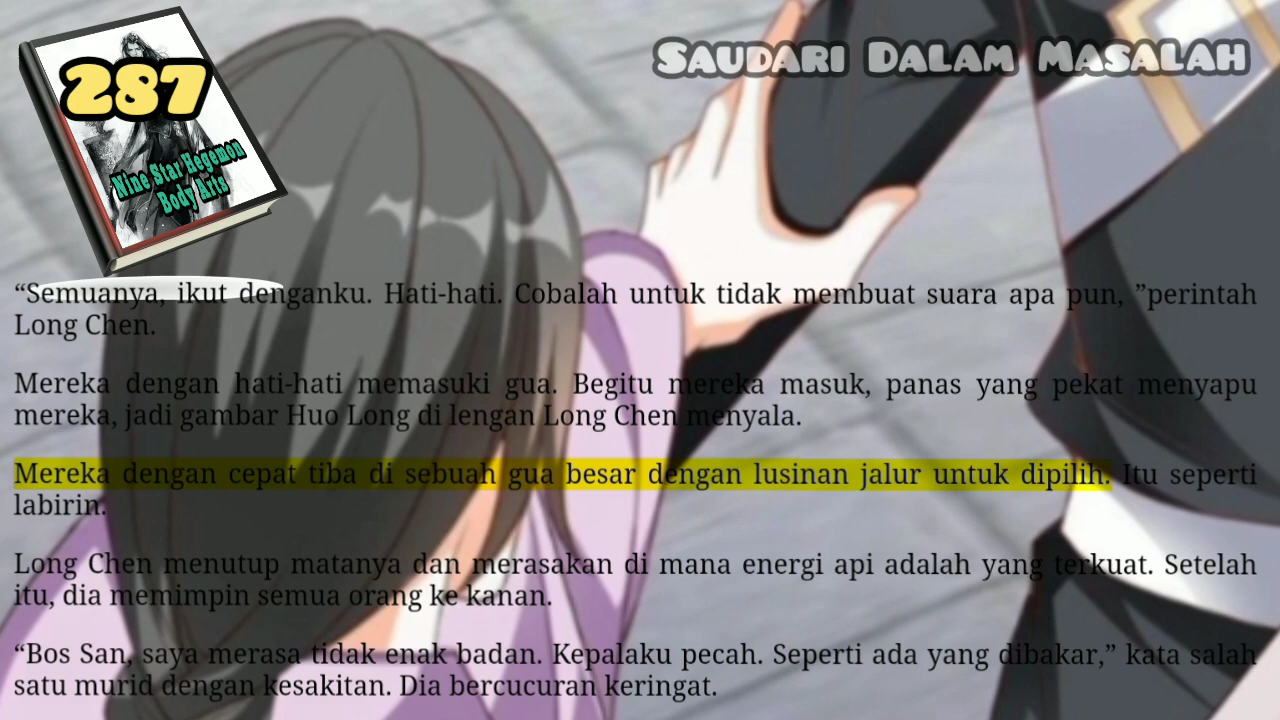 287
Nine Star Hegemon
Body Arts
Saudari Dalam Masalah
“Semuanya, ikut denganku. Hati-hati. Cobalah untuk tidak membuat suara apa pun, ”perintah
Long Chen.
Mereka dengan hati-hati memasuki gua. Begitu mereka masuk, panas yang pekat menyapu
mereka, jadi gambar Huo Long di lengan Long Chen menyala.
Mereka dengan cepat tiba di sebuah gua besar dengan lusinan jalur untuk dipilih. Itu seperti
labirin.
Long Chen menutup matanya dan merasakan di mana energi api adalah yang terkuat. Setelah
itu, dia memimpin semua orang ke kanan.
“Bos San, saya merasa tidak enak badan. Kepalaku pecah. Seperti ada yang dibakar,” kata salah
satu murid dengan kesakitan. Dia bercucuran keringat.